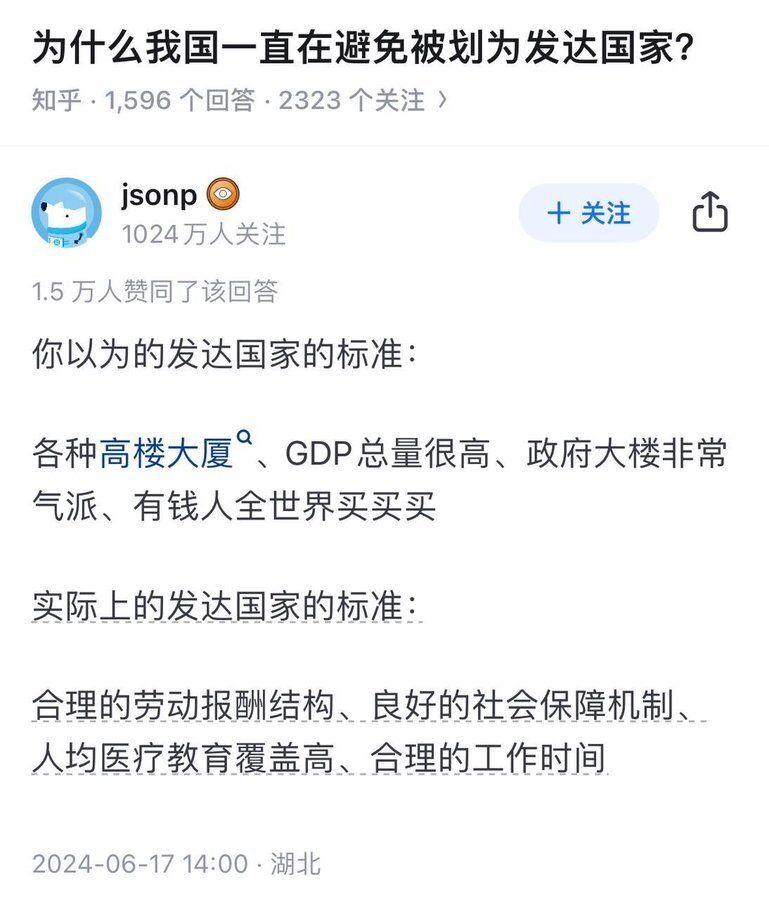 为什么我国一直在避免被划为发达国家?
知乎 · 1,596 个回答 · 2323 个关注 >
jsonp
1024万人关注
+ 关注
1.5 万人赞同了该回答
你以为的发达国家的标准：
各种高楼大厦、GDP总量很高、政府大楼非常
气派、有钱人全世界买买买
实际上的发达国家的标准：
合理的劳动报酬结构、良好的社会保障机制、
人均医疗教育覆盖高、合理的工作时间
2024-06-17 14:00 · 湖北